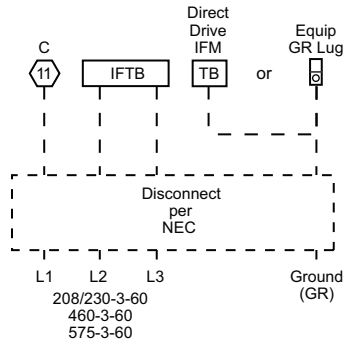 Direct
Drive
IFM
Equip
GR Lug
C
11
IFTB
TB
or
Disconnect
per
NEC
L1 L2 L3
Ground
(GR)
208/230-3-60
460-3-60
575-3-60